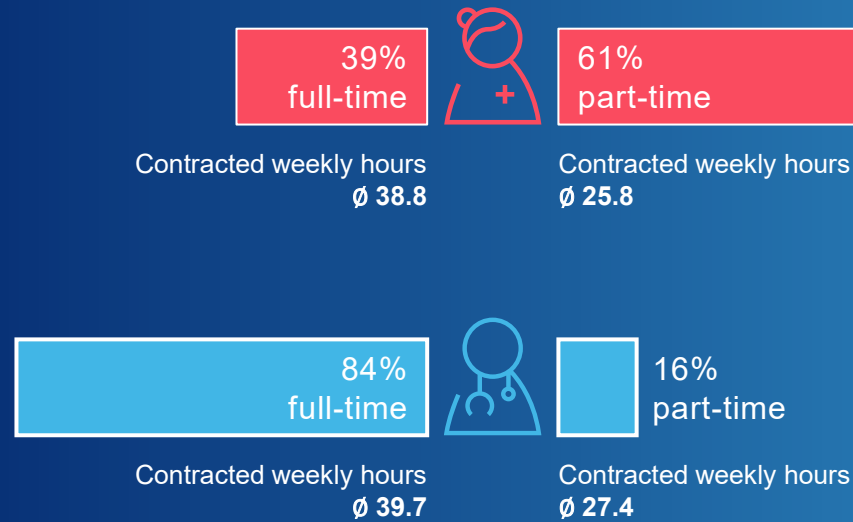 39%
full-time
61%
part-time
Contracted weekly hours
Ø 38.8
Contracted weekly hours
Ø 25.8
84%
full-time
16%
part-time
Contracted weekly hours
Ø 39.7
Contracted weekly hours
Ø 27.4